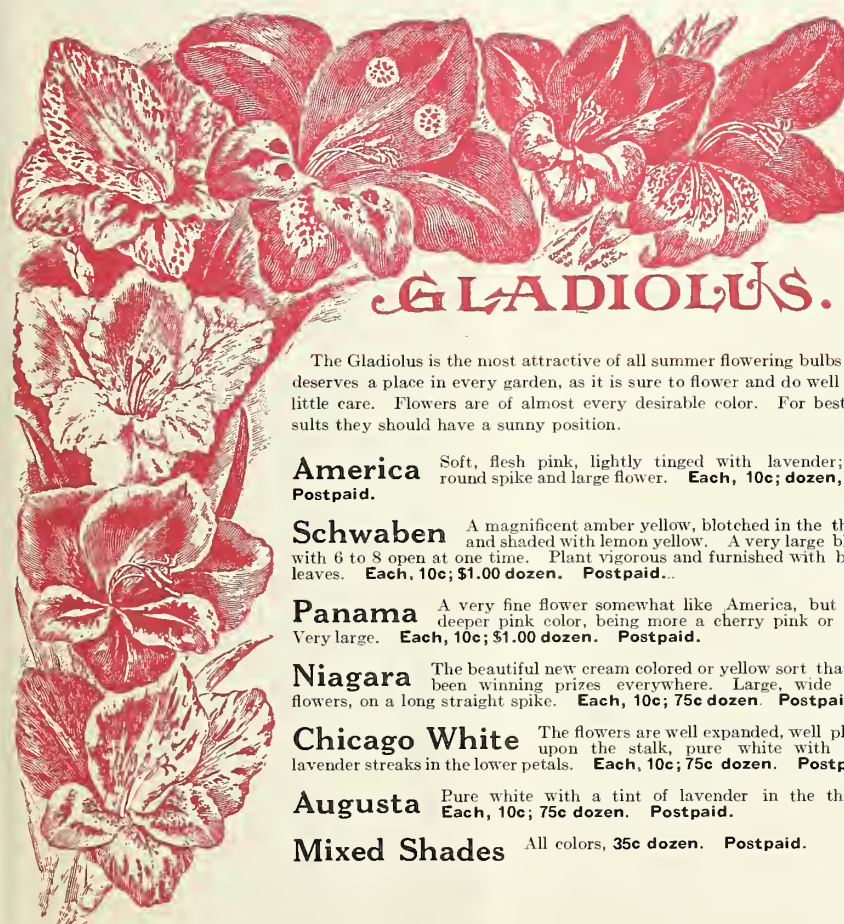 GLADIOLUS.
The Gladiolus is the most attractive of all summer flowering bulbs
deserves a place in every garden, as it is sure to flower and do well
little care. Flowers are of almost every desirable color. For best
sults they should have a sunny position.
America Soft, flesh pink, lightly tinged with lavender;
round spike and large flower. Each, 10c; dozen,
Postpaid.
Schwaben A magnificent amber yellow, blotched in the th
and shaded with lemon yellow. A very large bl
with 6 to 8 open at one time. Plant vigorous and furnished with b
leaves. Each, 10c; $1.00 dozen. Postpaid...
Panama A very fine flower somewhat like America, but
deeper pink color, being more a cherry pink or
Very large. Each, 10c; $1.00 dozen. Postpaid.
Niagara The beautiful new cream colored or yellow sort tha
been winning prizes everywhere. Large, wide
flowers, on a long straight spike. Each, 10c; 75c dozen. Postpai
Chicago White The flowers are well expanded, well pl
upon the stalk, pure white with
lavender streaks in the lower petals. Each, 10c; 75c dozen. Postp
Augusta Pure white with a tint of lavender in the th
Each, 10c; 75c dozen. Postpaid.
Mixed Shades All colors, 35c dozen. Postpaid.